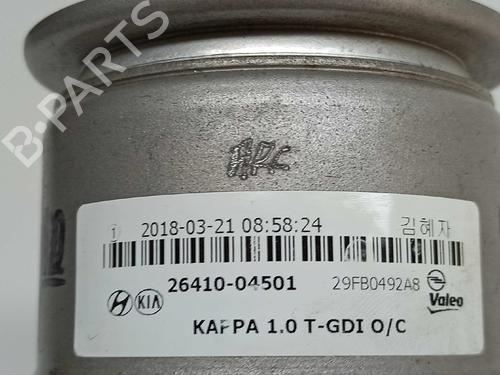 B-PARTS
ARC
i 2018-03-21 08:58:24 김혜자
26410-04501 29FB0492A8
KIA Valeo
KAPPA 1.0 T-GDI O/C